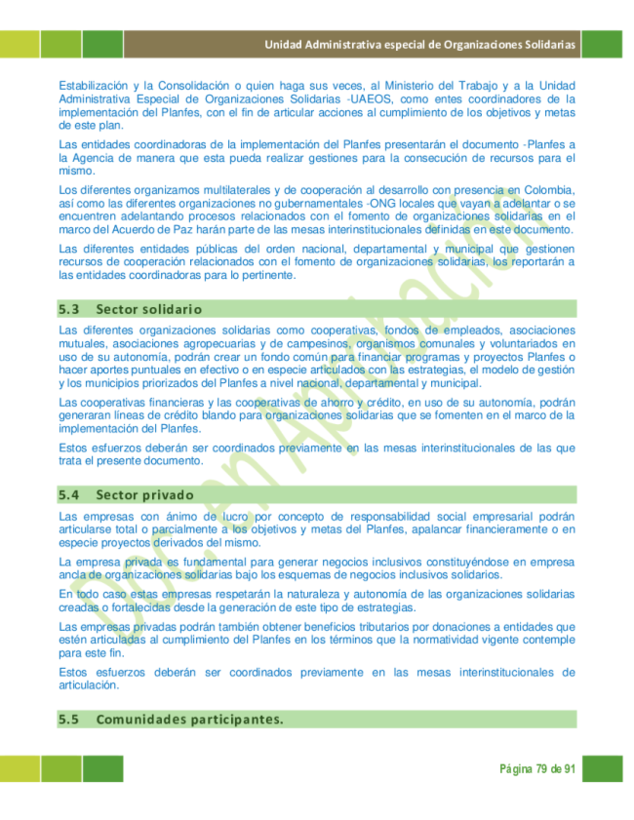 Unidad Administrativa especial de Organizaciones Solidarias
Estabilización y la Consolidación o quien haga sus veces, al Ministerio del Trabajo y a la Unidad
Administrativa Especial de Organizaciones Solidarias -UAEOS, como entes coordinadores de la
implementación del Planfes, con el fin de articular acciones al cumplimiento de los objetivos y metas
de este plan.
Las entidades coordinadoras de la implementación del Planfes presentarán el documento -Planfes a
la Agencia de manera que esta pueda realizar gestiones para la consecución de recursos para el
mismo.
Los diferentes organizamos multilaterales y de cooperación al desarrollo con presencia en Colombia,
así como las diferentes organizaciones no gubernamentales -ONG locales que vayan a adelantar o se
encuentren adelantando procesos relacionados con el fomento de organizaciones solidarias en el
marco del Acuerdo de Paz harán parte de las mesas interinstitucionales definidas en este documento.
Las diferentes entidades públicas del orden nacional, departamental y municipal que gestionen
recursos de cooperación relacionados con el fomento de organizaciones solidarias, los reportarán a
las entidades coordinadoras para lo pertinente.
5.3 Sector solidario
Las diferentes organizaciones solidarias como cooperativas, fondos de empleados, asociaciones
mutuales, asociaciones agropecuarias y de campesinos, organismos comunales y voluntariados en
uso de su autonomía, podrán crear un fondo común para financiar programas y proyectos Planfes o
hacer aportes puntuales en efectivo o en especie articulados con las estrategias, el modelo de gestión
y los municipios priorizados del Planfes a nivel nacional, departamental y municipal.
Las cooperativas financieras y las cooperativas de ahorro y crédito, en uso de su autonomía, podrán
generaran líneas de crédito blando para organizaciones solidarias que se fomenten en el marco de la
implementación del Planfes.
Estos esfuerzos deberán ser coordinados previamente en las mesas interinstitucionales de las que
trata el presente documento.
5.4 Sector privado
Las empresas con ánimo de lucro por concepto de responsabilidad social empresarial podrán
articularse total o parcialmente a los objetivos y metas del Planfes, apalancar financieramente o en
especie proyectos derivados del mismo.
La empresa privada es fundamental para generar negocios inclusivos constituyéndose en empresa
ancla de organizaciones solidarias bajo los esquemas de negocios inclusivos solidarios.
En todo caso estas empresas respetarán la naturaleza y autonomía de las organizaciones solidarias
creadas o fortalecidas desde la generación de este tipo de estrategias.
Las empresas privadas podrán también obtener beneficios tributarios por donaciones a entidades que
estén articuladas al cumplimiento del Planfes en los términos que la normatividad vigente contemple
para este fin.
Estos esfuerzos deberán ser coordinados previamente en las mesas interinstitucionales de
articulación.
5.5 Comunidades participantes.
Doc. en Aprobación
Página 79 de 91